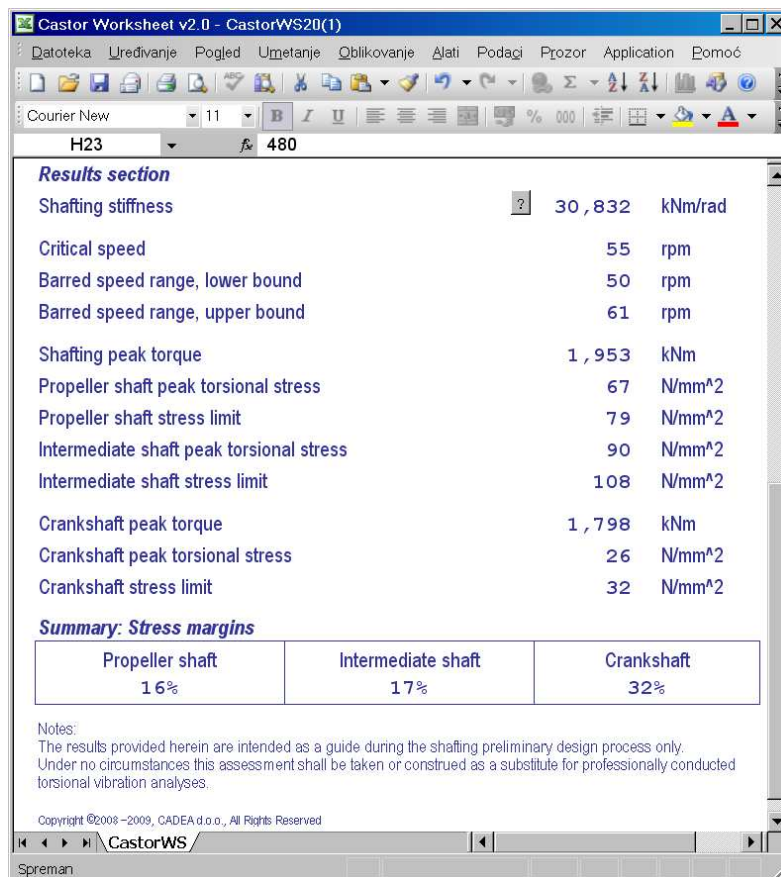 Castor Worksheet v2.0 - CastorWS20(1)
Datoteka Uređivanje Pogled Umetanje Oblikovanje Alati Podaci Prozor Application Pomoć
Courier New 11 B I U % 000 A
H23 fx 480
Results section
Shafting stiffness ? 30,832 kNm/rad
Critical speed 55 rpm
Barred speed range, lower bound 50 rpm
Barred speed range, upper bound 61 rpm
Shafting peak torque 1,953 kNm
Propeller shaft peak torsional stress 67 N/mm^2
Propeller shaft stress limit 79 N/mm^2
Intermediate shaft peak torsional stress 90 N/mm^2
Intermediate shaft stress limit 108 N/mm^2
Crankshaft peak torque 1,798 kNm
Crankshaft peak torsional stress 26 N/mm^2
Crankshaft stress limit 32 N/mm^2
Summary: Stress margins
Propeller shaft Intermediate shaft Crankshaft
16% 17% 32%
Notes:
The results provided herein are intended as a guide during the shafting preliminary design process only.
Under no circumstances this assessment shall be taken or construed as a substitute for professionally conducted
torsional vibration analyses.
Copyright ©2008–2009, CADEA d.o.o., All Rights Reserved
CastorWS
Spreman